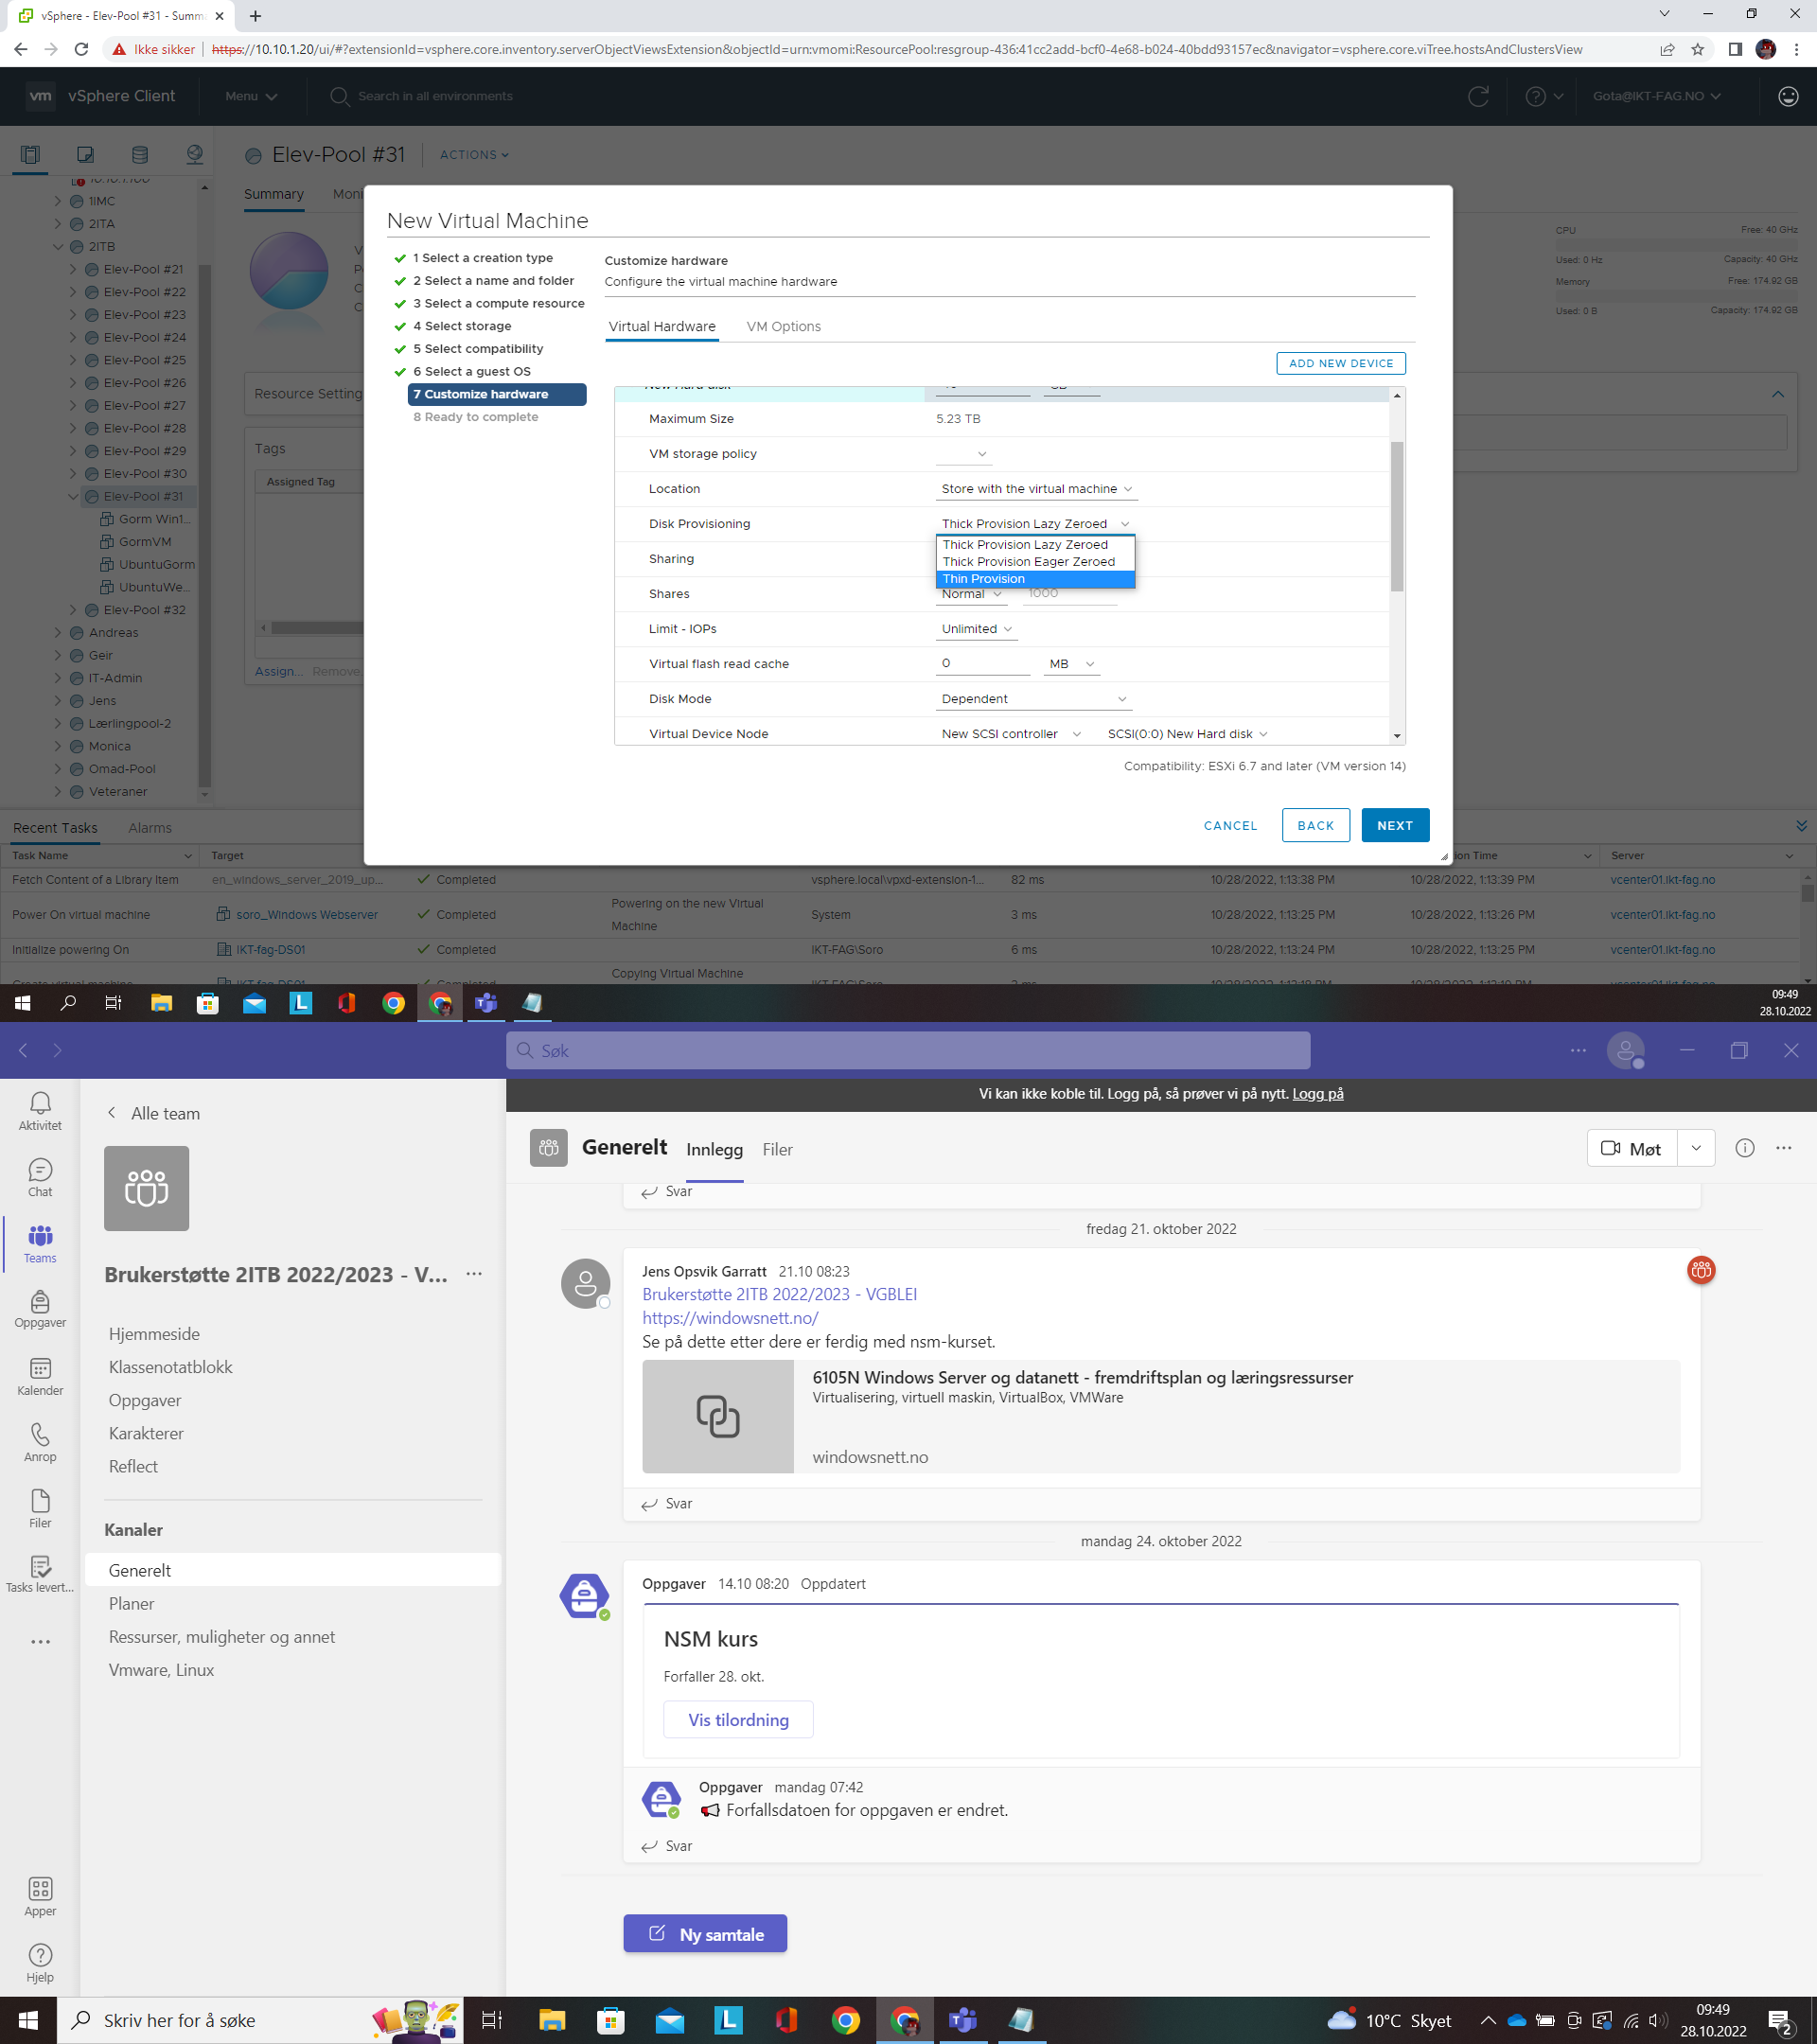 vSphere - Elev-Pool #31 - Summ
Ikke sikker
https://10.10.1.20/ui/#?extensionId=vsphere.core.inventory.serverObjectViewsExtension&objectId=urn:vmomi:ResourcePool:resgroup-436:41cc2add-bcf0-4e68-b024-40bdd93157ec&navigator=vsphere.core.viTree.hostsAndClustersView
vm vSphere Client
Menu
Search in all environments
Gota@IKT-FAG.NO
10.10.1.100
1IMC
2ITA
2ITB
Elev-Pool #21
Elev-Pool #22
Elev-Pool #23
Elev-Pool #24
Elev-Pool #25
Elev-Pool #26
Elev-Pool #27
Elev-Pool #28
Elev-Pool #29
Elev-Pool #30
Elev-Pool #31
Gorm Win1...
GormVM
UbuntuGorm
UbuntuWe...
Elev-Pool #32
Andreas
Geir
IT-Admin
Jens
Lærlingpool-2
Monica
Omad-Pool
Veteraner
Elev-Pool #31
ACTIONS
Summary
Moni
Resource Setting
Tags
Assigned Tag
Assign...
Remove
CPU
Free: 40 GHz
Used: 0 Hz
Capacity: 40 GHz
Memory
Free: 174.92 GB
Used: 0 B
Capacity: 174.92 GB
New Virtual Machine
1 Select a creation type
2 Select a name and folder
3 Select a compute resource
4 Select storage
5 Select compatibility
6 Select a guest OS
7 Customize hardware
8 Ready to complete
Customize hardware
Configure the virtual machine hardware
Virtual Hardware
VM Options
ADD NEW DEVICE
Maximum Size
5.23 TB
VM storage policy
Location
Store with the virtual machine
Disk Provisioning
Thick Provision Lazy Zeroed
Thick Provision Lazy Zeroed
Thick Provision Eager Zeroed
Thin Provision
Sharing
Shares
Normal
1000
Limit - IOPs
Unlimited
Virtual flash read cache
0
MB
Disk Mode
Dependent
Virtual Device Node
New SCSI controller
SCSI(0:0) New Hard disk
Compatibility: ESXi 6.7 and later (VM version 14)
CANCEL
BACK
NEXT
Recent Tasks
Alarms
Task Name
Target
ion Time
Server
Fetch Content of a Library Item
en_windows_server_2019_up...
Completed
vsphere.local\vpxd-extension-1...
82 ms
10/28/2022, 1:13:38 PM
10/28/2022, 1:13:39 PM
vcenter01.ikt-fag.no
Power On virtual machine
soro_Windows Webserver
Completed
Powering on the new Virtual
Machine
System
3 ms
10/28/2022, 1:13:25 PM
10/28/2022, 1:13:26 PM
vcenter01.ikt-fag.no
Initialize powering On
IKT-fag-DS01
Completed
IKT-FAG\Soro
6 ms
10/28/2022, 1:13:24 PM
10/28/2022, 1:13:25 PM
vcenter01.ikt-fag.no
Copying Virtual Machine
09:49
28.10.2022
Søk
Vi kan ikke koble til. Logg på, så prøver vi på nytt. Logg på
Aktivitet
Chat
Teams
Oppgaver
Kalender
Anrop
Filer
Tasks levert...
Apper
Hjelp
Alle team
Brukerstøtte 2ITB 2022/2023 - V...
Hjemmeside
Klassenotatblokk
Oppgaver
Karakterer
Reflect
Kanaler
Generelt
Planer
Ressurser, muligheter og annet
Vmware, Linux
Generelt
Innlegg
Filer
Møt
Svar
fredag 21. oktober 2022
Jens Opsvik Garratt 21.10 08:23
Brukerstøtte 2ITB 2022/2023 - VGBLEI
https://windowsnett.no/
Se på dette etter dere er ferdig med nsm-kurset.
6105N Windows Server og datanett - fremdriftsplan og læringsressurser
Virtualisering, virtuell maskin, VirtualBox, VMWare
windowsnett.no
Svar
mandag 24. oktober 2022
Oppgaver 14.10 08:20 Oppdatert
NSM kurs
Forfaller 28. okt.
Vis tilordning
Oppgaver mandag 07:42
Forfallsdatoen for oppgaven er endret.
Svar
Ny samtale
Skriv her for å søke
10°C Skyet
09:49
28.10.2022
2